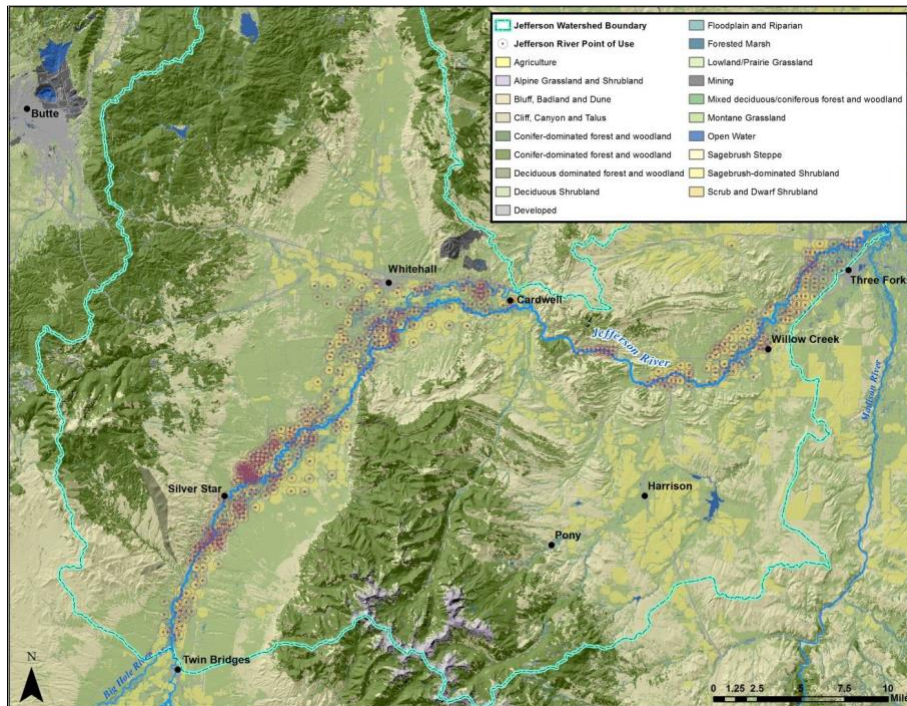 Jefferson Watershed Boundary
Jefferson River Point of Use
Agriculture
Alpine Grassland and Shrubland
Bluff, Badland and Dune
Cliff, Canyon and Talus
Conifer-dominated forest and woodland
Conifer-dominated forest and woodland
Deciduous dominated forest and woodland
Deciduous Shrubland
Developed
Floodplain and Riparian
Forested Marsh
Lowland/Prairie Grassland
Mining
Mixed deciduous/coniferous forest and woodland
Montane Grassland
Open Water
Sagebrush Steppe
Sagebrush-dominated Shrubland
Scrub and Dwarf Shrubland
Butte
Whitehall
Cardwell
Three Fork
Jefferson River
Willow Creek
Madison River
Silver Star
Harrison
Pony
Twin Bridges
Big Hole River
N
0 1.25 2.5 5 7.5 10
Mile